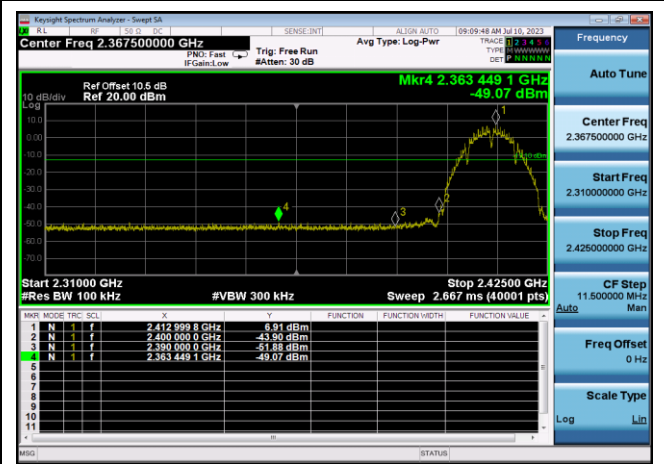 Keysight Spectrum Analyzer - Swept SA
RL RF 50 Ω DC SENSE:INT ALIGN AUTO 09:09:48 AM Jul 10, 2023
Center Freq 2.367500000 GHz
PNO: Fast
IFGain:Low
Trig: Free Run
#Atten: 30 dB
Avg Type: Log-Pwr
TRACE 1 2 3 4 5 6
TYPE M
DET P N N N N N
Ref Offset 10.5 dB
Ref 20.00 dBm
10 dB/div
Log
Mkr4 2.363 449 1 GHz
-49.07 dBm
10.0
0.00
-10.0
-20.0
-30.0
-40.0
-50.0
-60.0
-70.0
1
2
3
4
Start 2.31000 GHz
Stop 2.42500 GHz
#Res BW 100 kHz
#VBW 300 kHz
Sweep 2.667 ms (40001 pts)
MKR MODE TRC SCL X Y FUNCTION FUNCTION WIDTH FUNCTION VALUE
1 N 1 f 2.412 999 8 GHz 6.91 dBm
2 N 1 f 2.400 000 0 GHz -43.90 dBm
3 N 1 f 2.390 000 0 GHz -51.88 dBm
4 N 1 f 2.363 449 1 GHz -49.07 dBm
5
6
7
8
9
10
11
MSG
STATUS
Frequency
Auto Tune
Center Freq
2.367500000 GHz
Start Freq
2.310000000 GHz
Stop Freq
2.425000000 GHz
CF Step
11.500000 MHz
Auto Man
Freq Offset
0 Hz
Scale Type
Log Lin